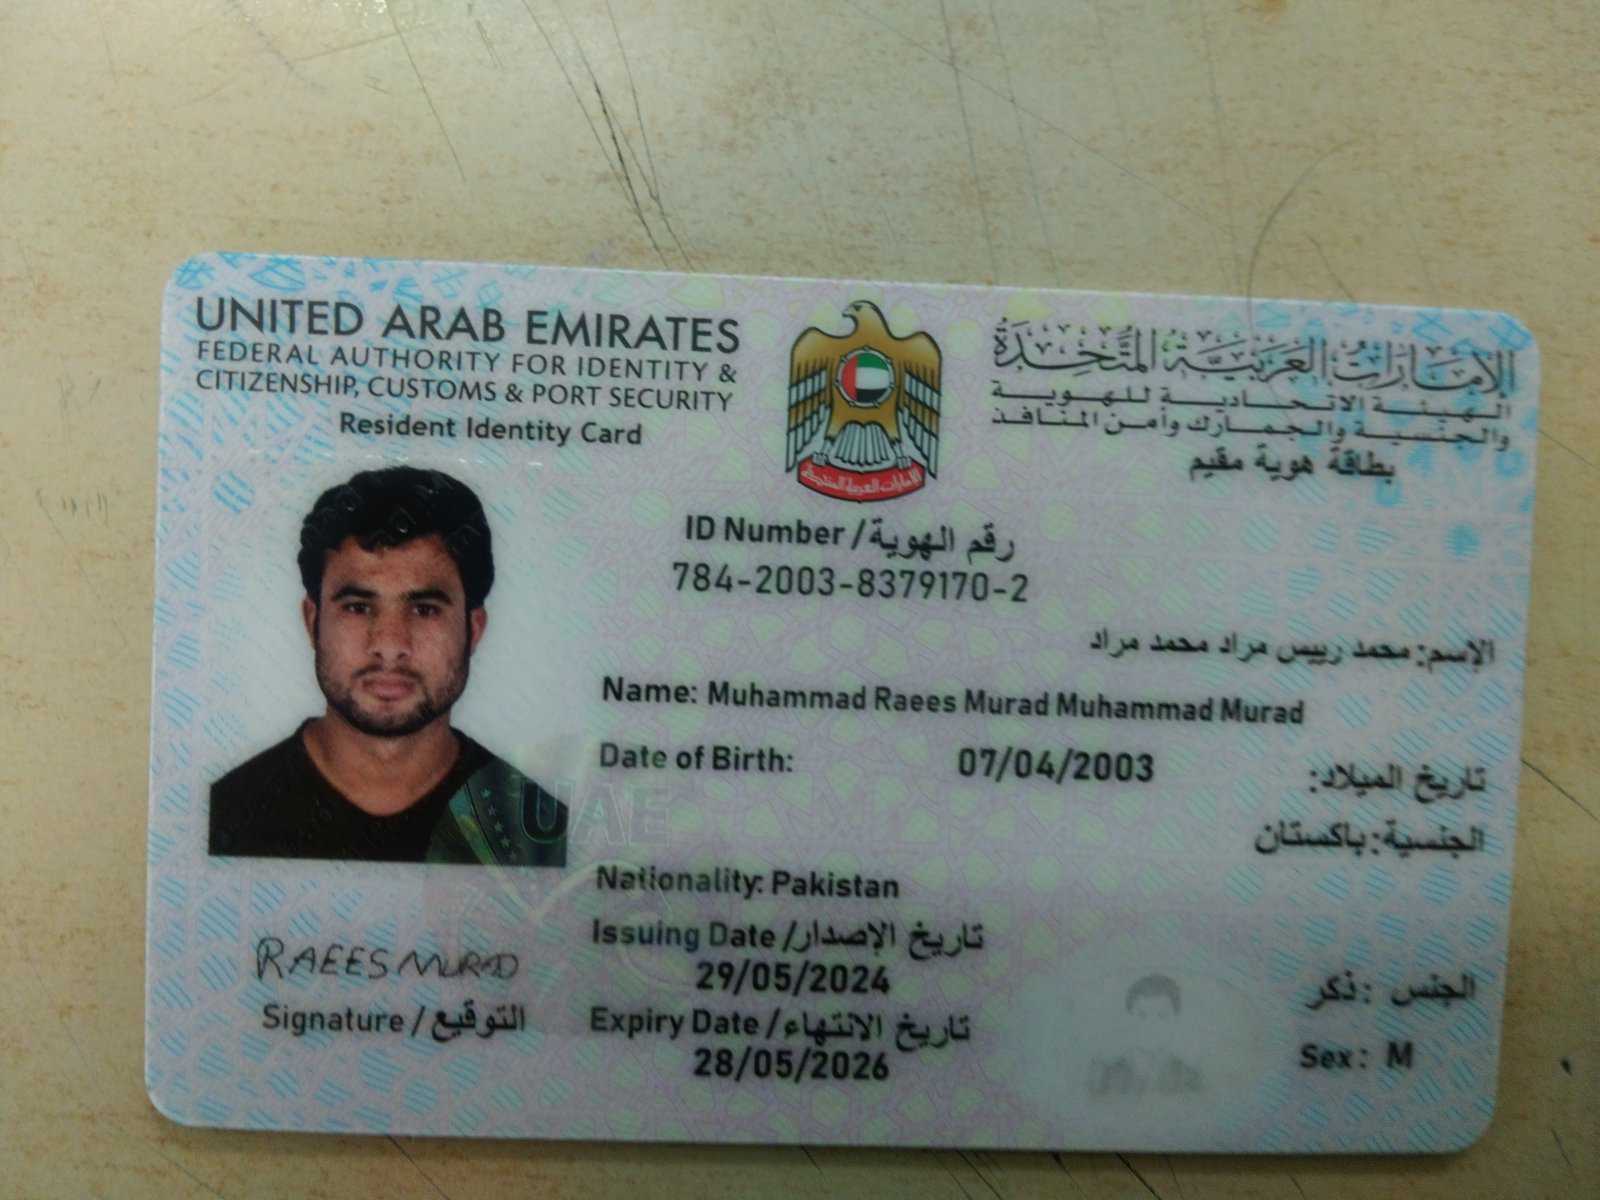 UNITED ARAB EMIRATES
FEDERAL AUTHORITY FOR IDENTITY &
CITIZENSHIP, CUSTOMS & PORT SECURITY
Resident Identity Card
الإمارات العربية المتحدة
الهيئة الاتحادية للهوية
والجنسية والجمارك وأمن المنافذ
بطاقة هوية مقيم
الإمارات العربية المتحدة
ID Number / رقم الهوية
784-2003-8379170-2
الإسم: محمد رييس مراد محمد مراد
Name: Muhammad Raees Murad Muhammad Murad
Date of Birth: 07/04/2003 تاريخ الميلاد:
UAE
الجنسية: باكستان
Nationality: Pakistan
Issuing Date / تاريخ الإصدار
29/05/2024
Expiry Date / تاريخ الانتهاء
28/05/2026
RAEES MURAD
Signature / التوقيع
الجنس : ذكر
Sex : M